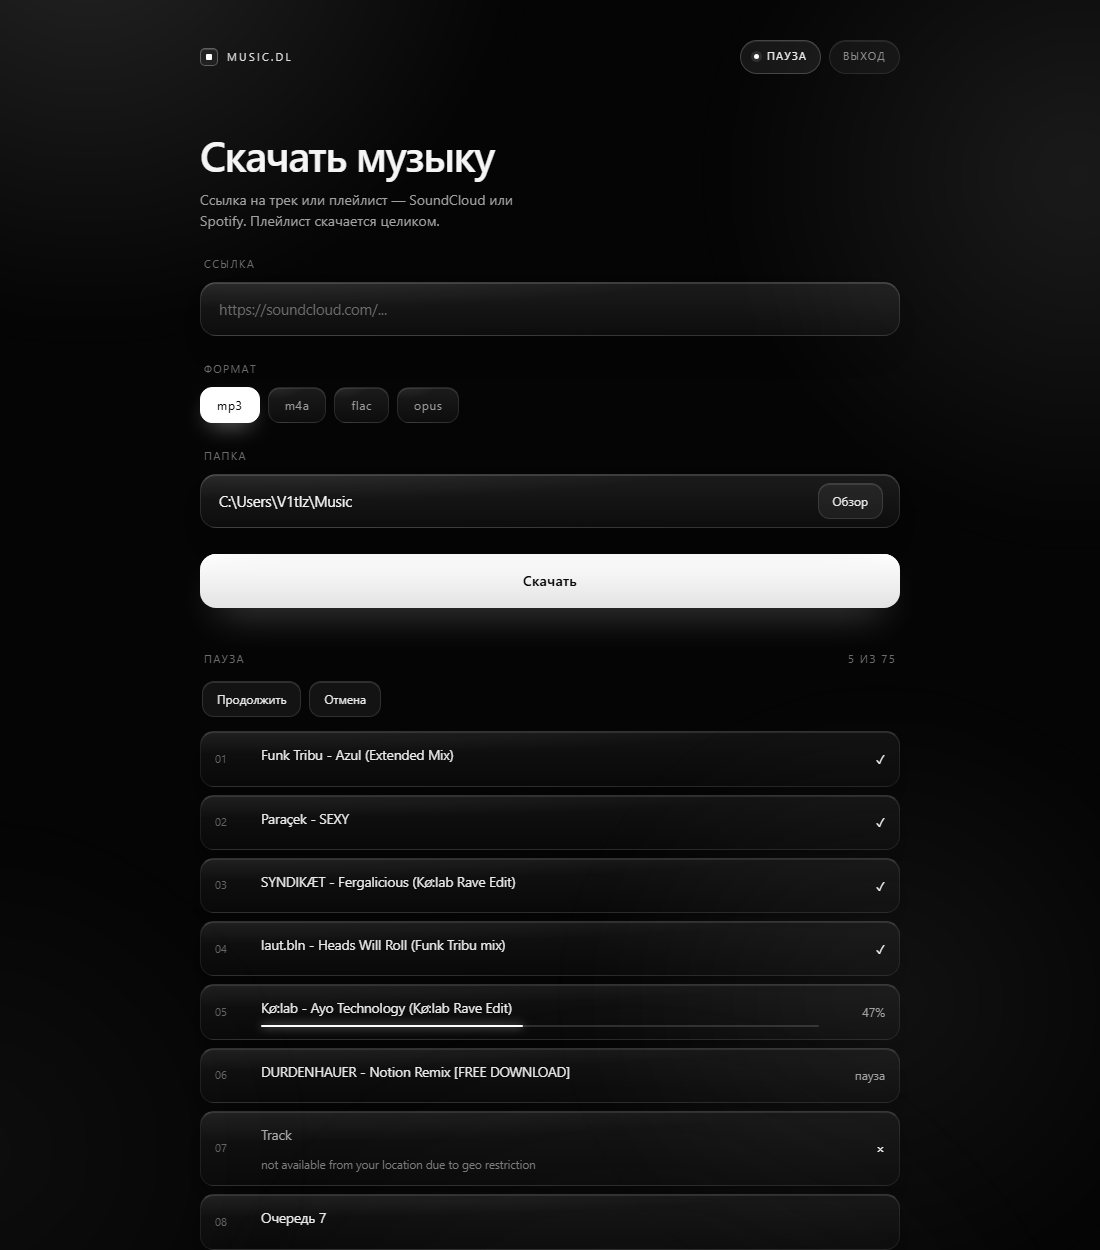 MUSIC.DL
ПАУЗА
ВЫХОД
Скачать музыку
Ссылка на трек или плейлист — SoundCloud или
Spotify. Плейлист скачается целиком.
ССЫЛКА
https://soundcloud.com/...
ФОРМАТ
mp3
m4a
flac
opus
ПАПКА
C:\Users\V1tlz\Music
Обзор
Скачать
ПАУЗА
5 ИЗ 75
Продолжить
Отмена
01 Funk Tribu - Azul (Extended Mix) ✓
02 Paraçek - SEXY ✓
03 SYNDIKÆT - Fergalicious (Kø:lab Rave Edit) ✓
04 laut.bln - Heads Will Roll (Funk Tribu mix) ✓
05 Kø:lab - Ayo Technology (Kø:lab Rave Edit) 47%
06 DURDENHAUER - Notion Remix [FREE DOWNLOAD] пауза
07 Track ×
not available from your location due to geo restriction
08 Очередь 7